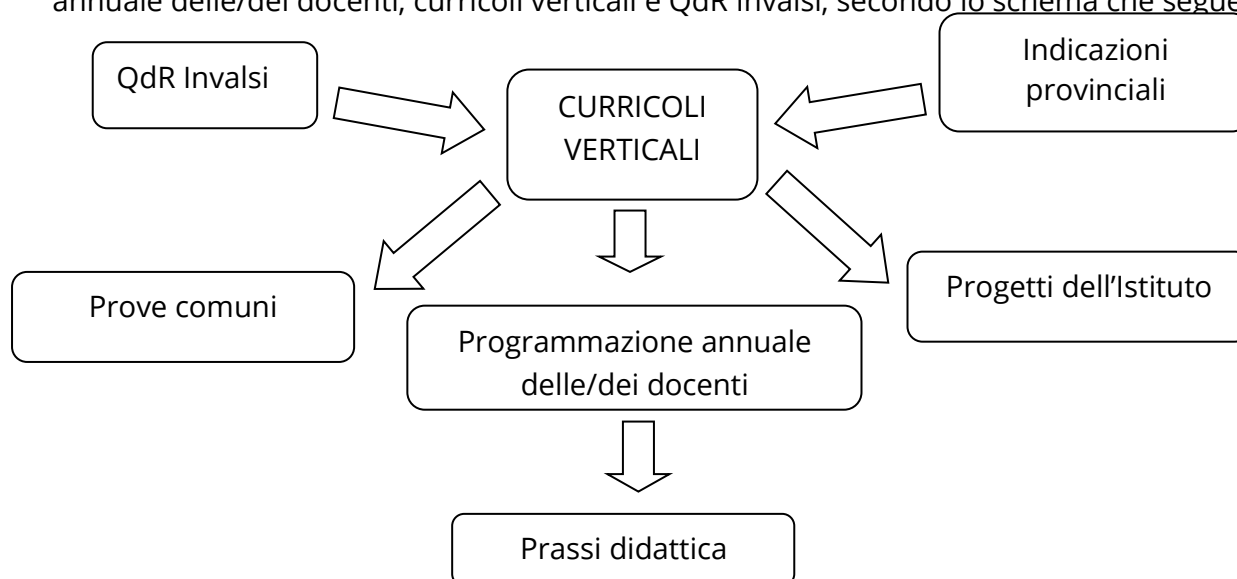 annuale delle/dei docenti, curricoli verticali e QdR Invalsi, secondo lo schema che segue
QdR Invalsi
CURRICOLI
VERTICALI
Indicazioni
provinciali
Prove comuni
Programmazione annuale
delle/dei docenti
Progetti dell’Istituto
Prassi didattica